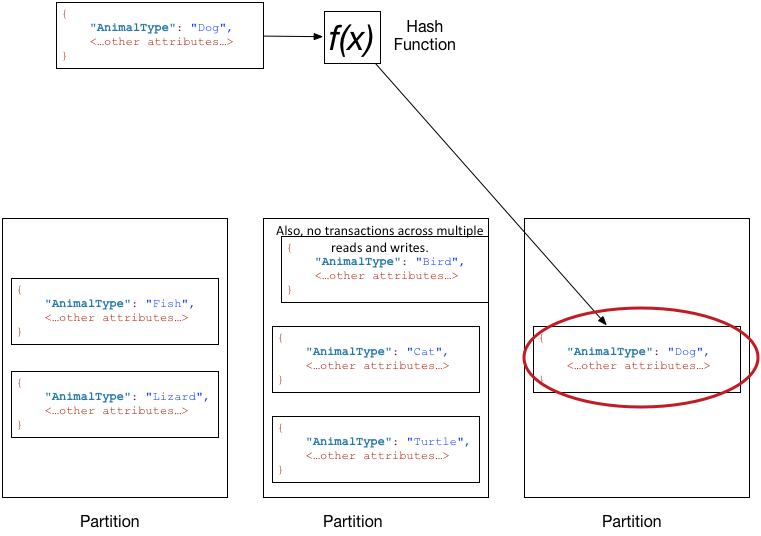 {
"AnimalType": "Dog",
<…other attributes…>
}
f(x)
Hash
Function
Also, no transactions across multiple
reads and writes.
{
"AnimalType": "Fish",
<…other attributes…>
}
{
"AnimalType": "Lizard",
<…other attributes…>
}
{
"AnimalType": "Bird",
<…other attributes…>
}
{
"AnimalType": "Cat",
<…other attributes…>
}
{
"AnimalType": "Turtle",
<…other attributes…>
}
{
"AnimalType": "Dog",
<…other attributes…>
}
Partition
Partition
Partition